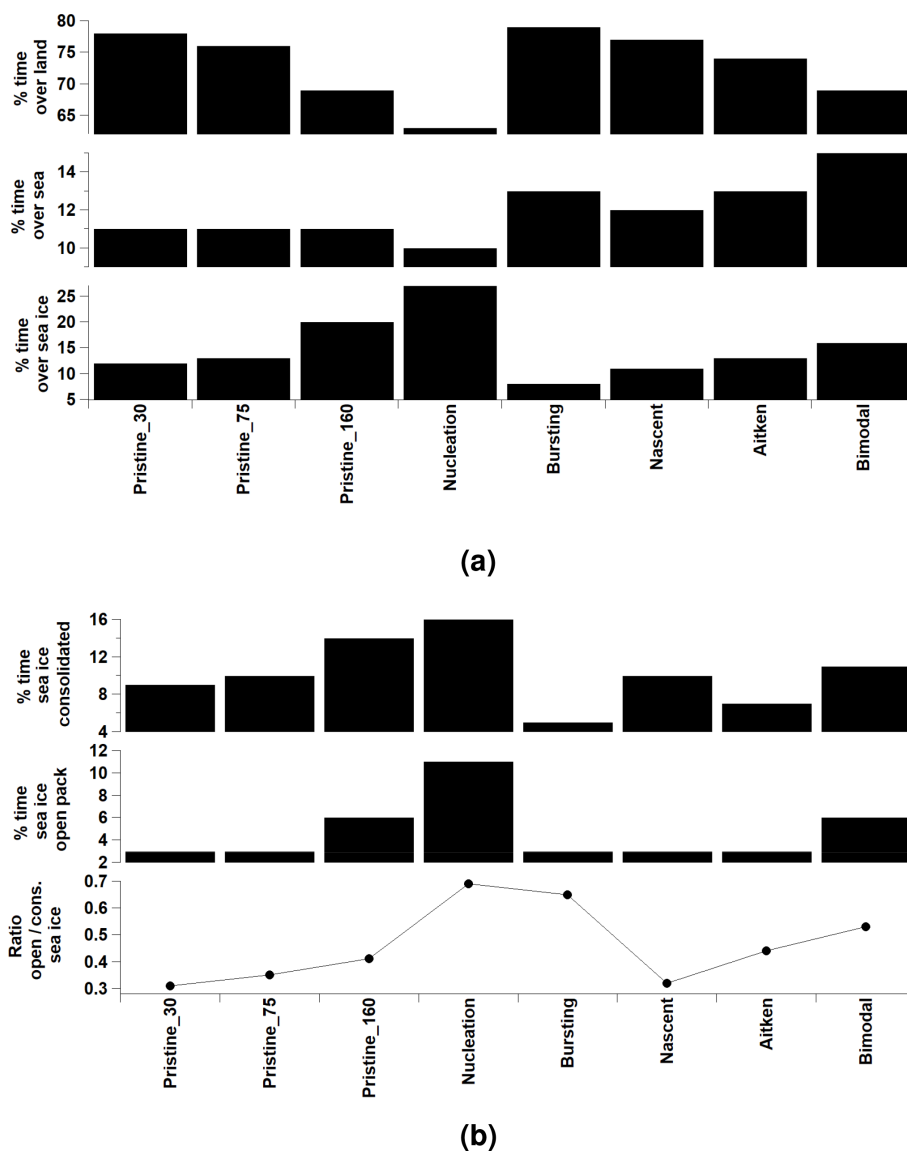 % time
over land
80
75
70
65
% time
over sea
14
12
10
% time
over sea ice
25
20
15
10
5
Pristine_30
Pristine_75
Pristine_160
Nucleation
Bursting
Nascent
Aitken
Bimodal
(a)
% time
sea ice
consolidated
16
12
8
4
% time
sea ice
open pack
12
10
8
6
4
2
Ratio
open / cons.
sea ice
0.7
0.6
0.5
0.4
0.3
Pristine_30
Pristine_75
Pristine_160
Nucleation
Bursting
Nascent
Aitken
Bimodal
(b)